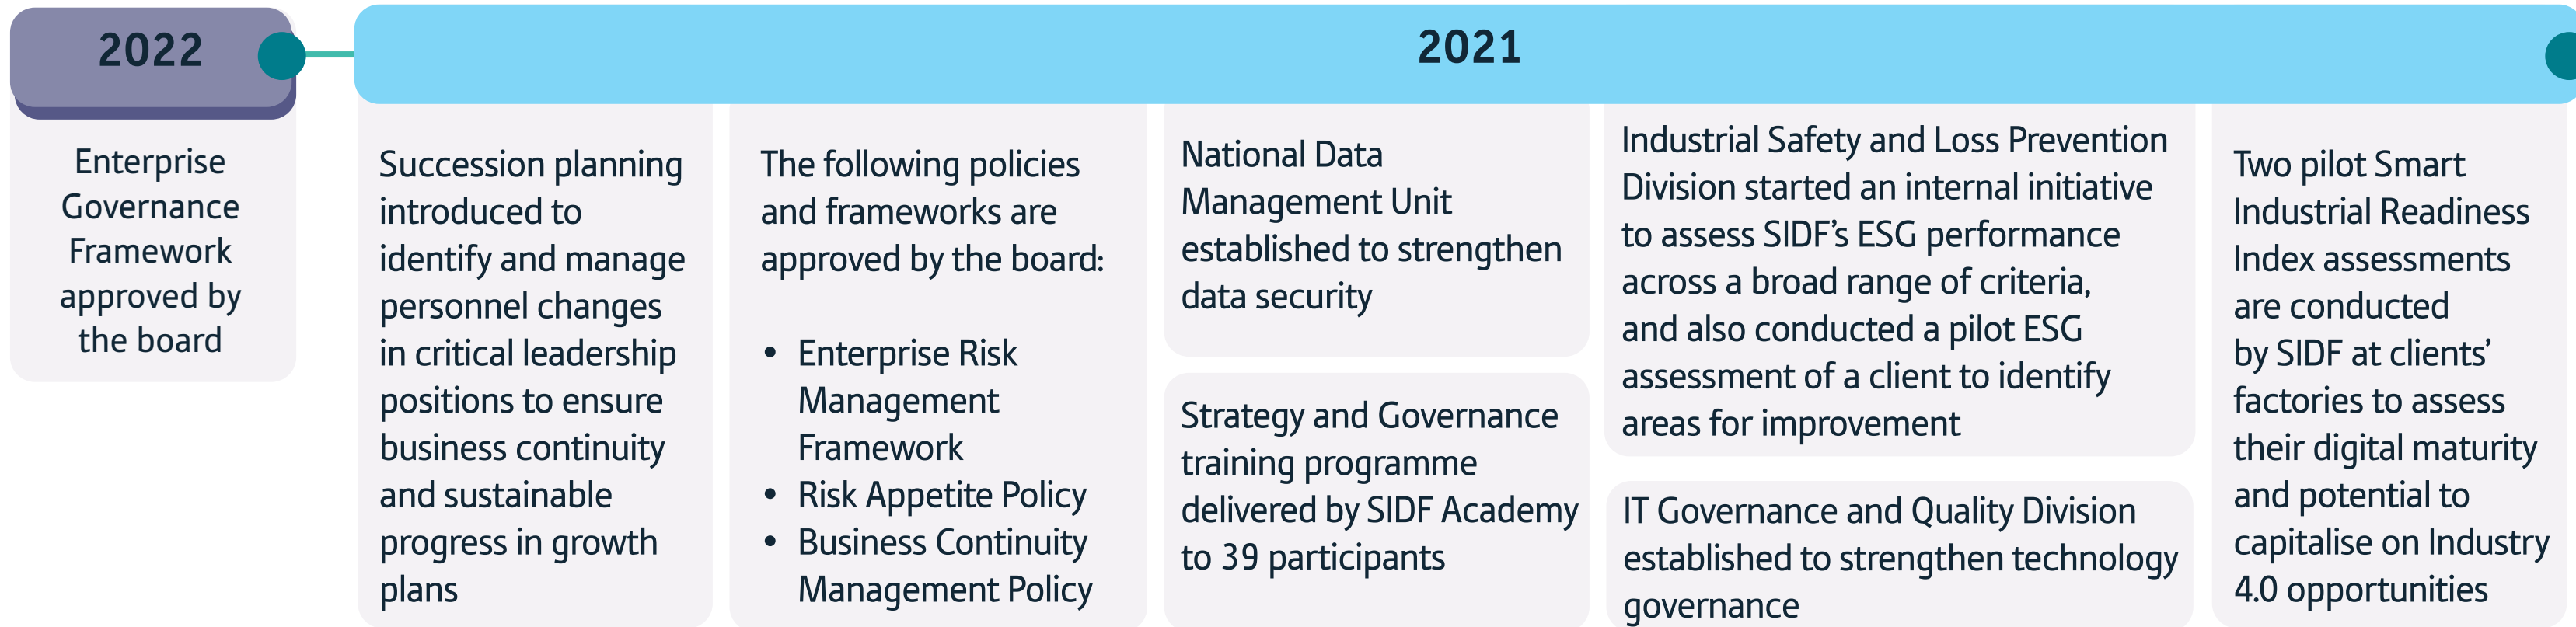 2022
Enterprise
Governance
Framework
approved by
the board
2021
Succession planning
introduced to
identify and manage
personnel changes
in critical leadership
positions to ensure
business continuity
and sustainable
progress in growth
plans
The following policies
and frameworks are
approved by the board:
• Enterprise Risk
Management
Framework
• Risk Appetite Policy
• Business Continuity
Management Policy
National Data
Management Unit
established to strengthen
data security
Strategy and Governance
training programme
delivered by SIDF Academy
to 39 participants
Industrial Safety and Loss Prevention
Division started an internal initiative
to assess SIDF’s ESG performance
across a broad range of criteria,
and also conducted a pilot ESG
assessment of a client to identify
areas for improvement
IT Governance and Quality Division
established to strengthen technology
governance
Two pilot Smart
Industrial Readiness
Index assessments
are conducted
by SIDF at clients’
factories to assess
their digital maturity
and potential to
capitalise on Industry
4.0 opportunities